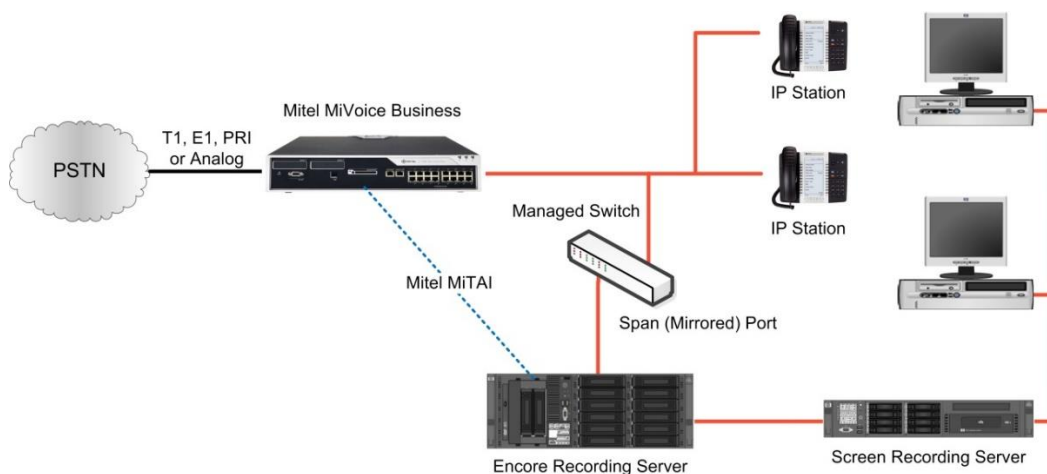 Mitel MiVoice Business
T1, E1, PRI
or Analog
PSTN
IP Station
IP Station
Managed Switch
Mitel MiTAI
Span (Mirrored) Port
Encore Recording Server
Screen Recording Server